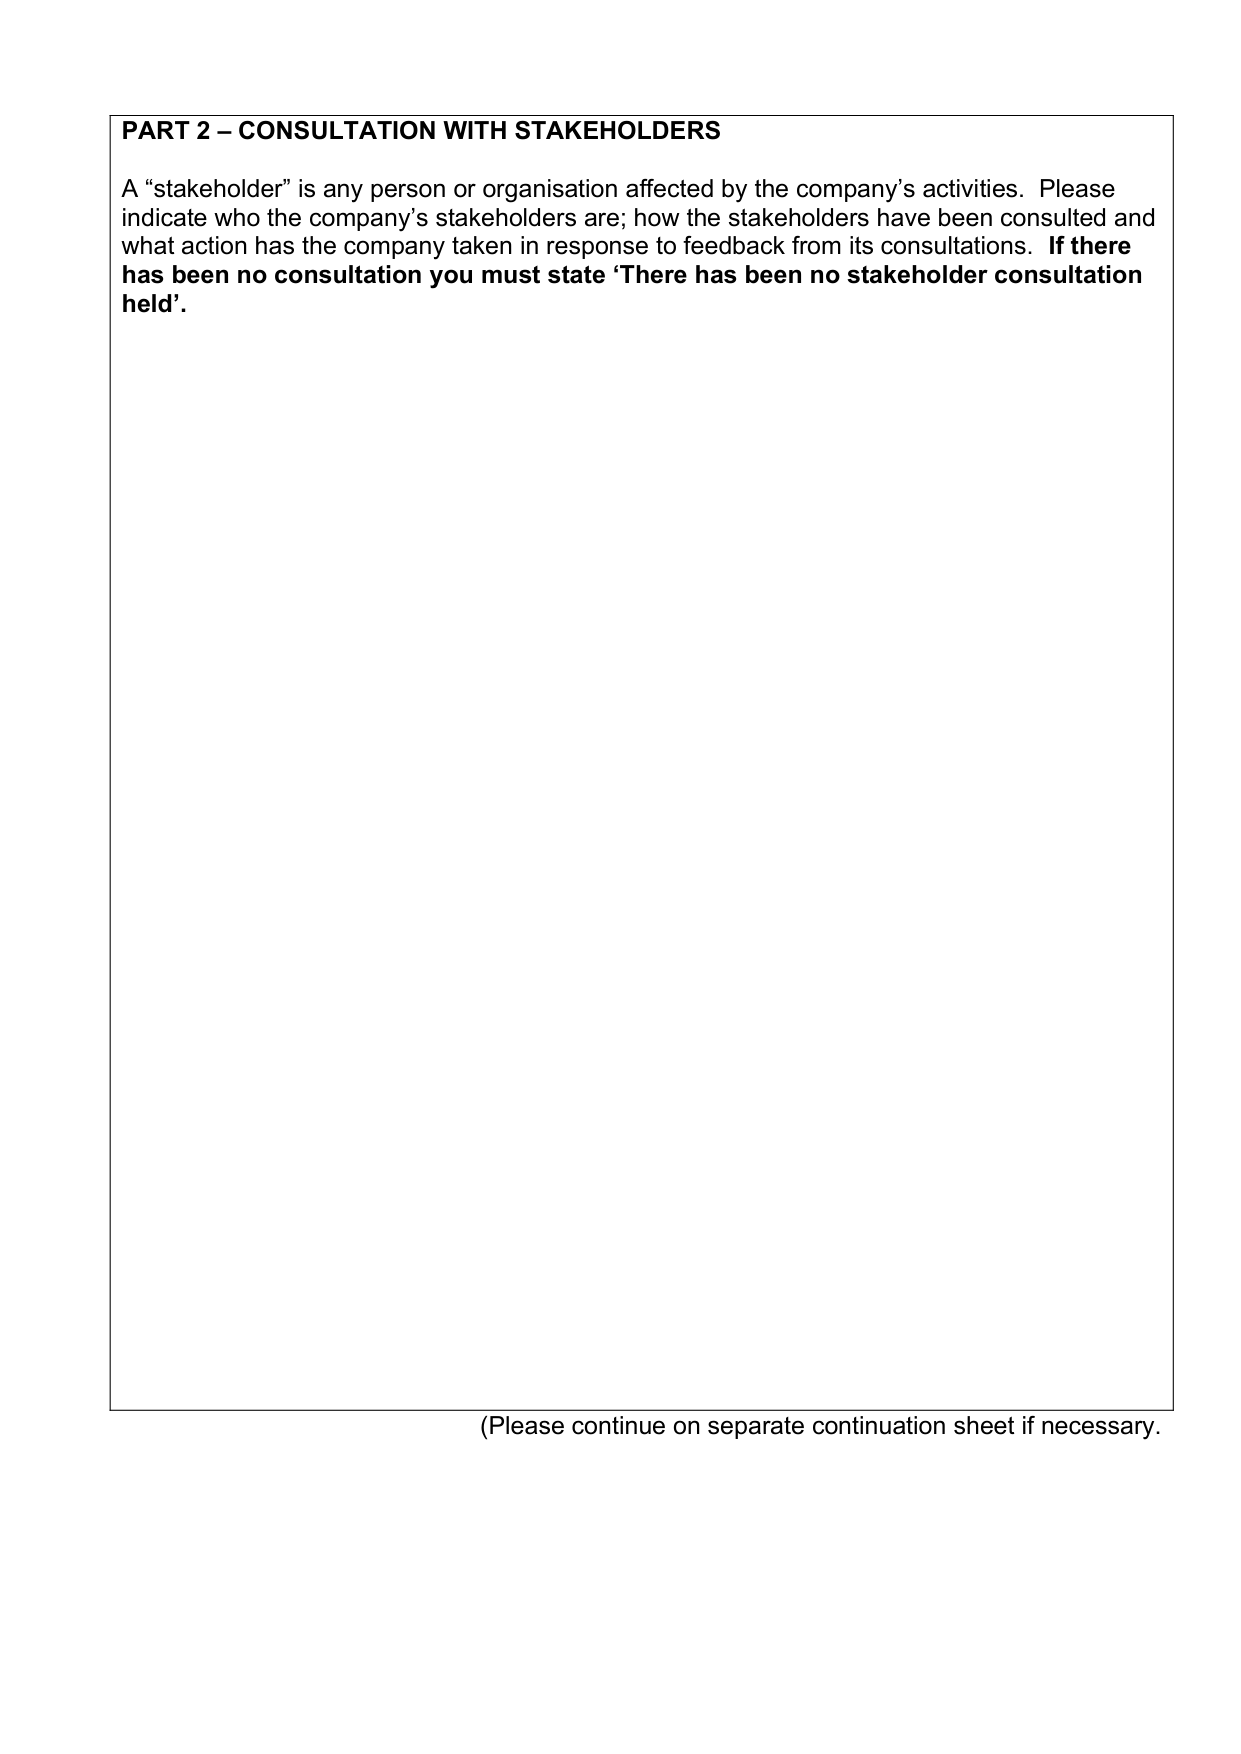 PART 2 – CONSULTATION WITH STAKEHOLDERS
A “stakeholder” is any person or organisation affected by the company’s activities.  Please
indicate who the company’s stakeholders are; how the stakeholders have been consulted and
what action has the company taken in response to feedback from its consultations.  If there
has been no consultation you must state ‘There has been no stakeholder consultation
held’.
(Please continue on separate continuation sheet if necessary.